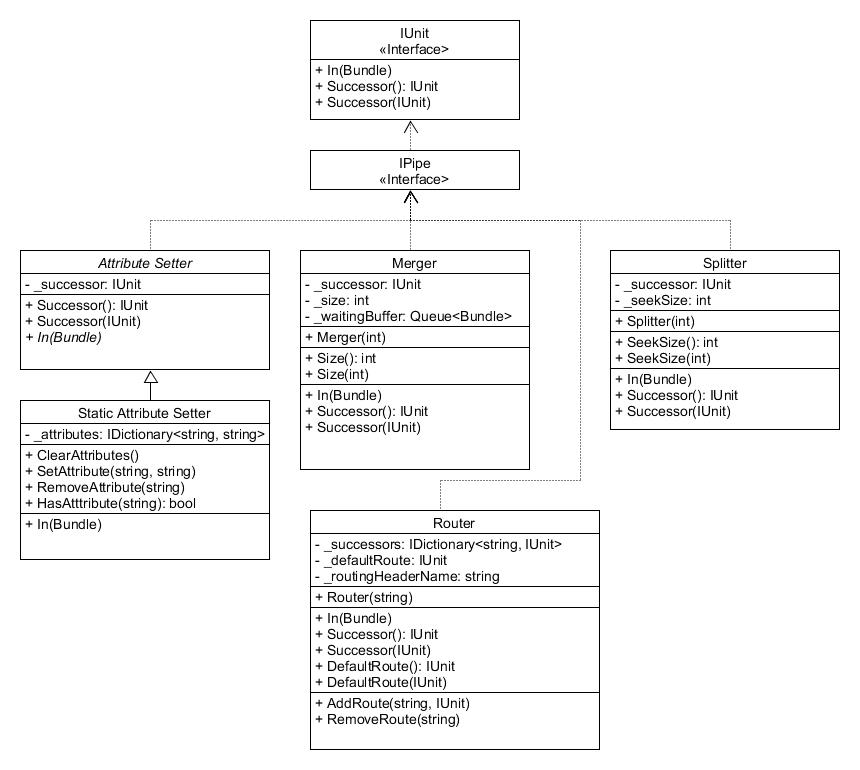 IUnit
«Interface»
+ In(Bundle)
+ Successor(): IUnit
+ Successor(IUnit)
IPipe
«Interface»
Attribute Setter
- _successor: IUnit
+ Successor(): IUnit
+ Successor(IUnit)
+ In(Bundle)
Static Attribute Setter
- _attributes: IDictionary<string, string>
+ ClearAttributes()
+ SetAttribute(string, string)
+ RemoveAttribute(string)
+ HasAtttribute(string): bool
+ In(Bundle)
Merger
- _successor: IUnit
- _size: int
- _waitingBuffer: Queue<Bundle>
+ Merger(int)
+ Size(): int
+ Size(int)
+ In(Bundle)
+ Successor(): IUnit
+ Successor(IUnit)
Splitter
- _successor: IUnit
- _seekSize: int
+ Splitter(int)
+ SeekSize(): int
+ SeekSize(int)
+ In(Bundle)
+ Successor(): IUnit
+ Successor(IUnit)
Router
- _successors: IDictionary<string, IUnit>
- _defaultRoute: IUnit
- _routingHeaderName: string
+ Router(string)
+ In(Bundle)
+ Successor(): IUnit
+ Successor(IUnit)
+ DefaultRoute(): IUnit
+ DefaultRoute(IUnit)
+ AddRoute(string, IUnit)
+ RemoveRoute(string)